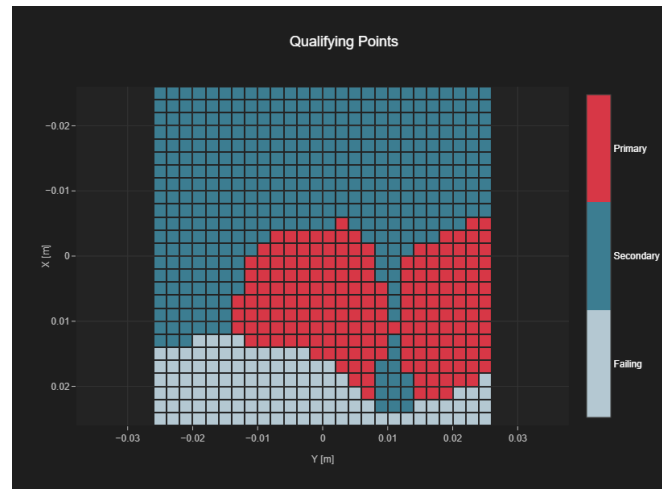 Qualifying Points
−0.02
−0.01
0
0.01
0.02
X [m]
−0.03
−0.02
−0.01
0
0.01
0.02
0.03
Y [m]
Primary
Secondary
Failing